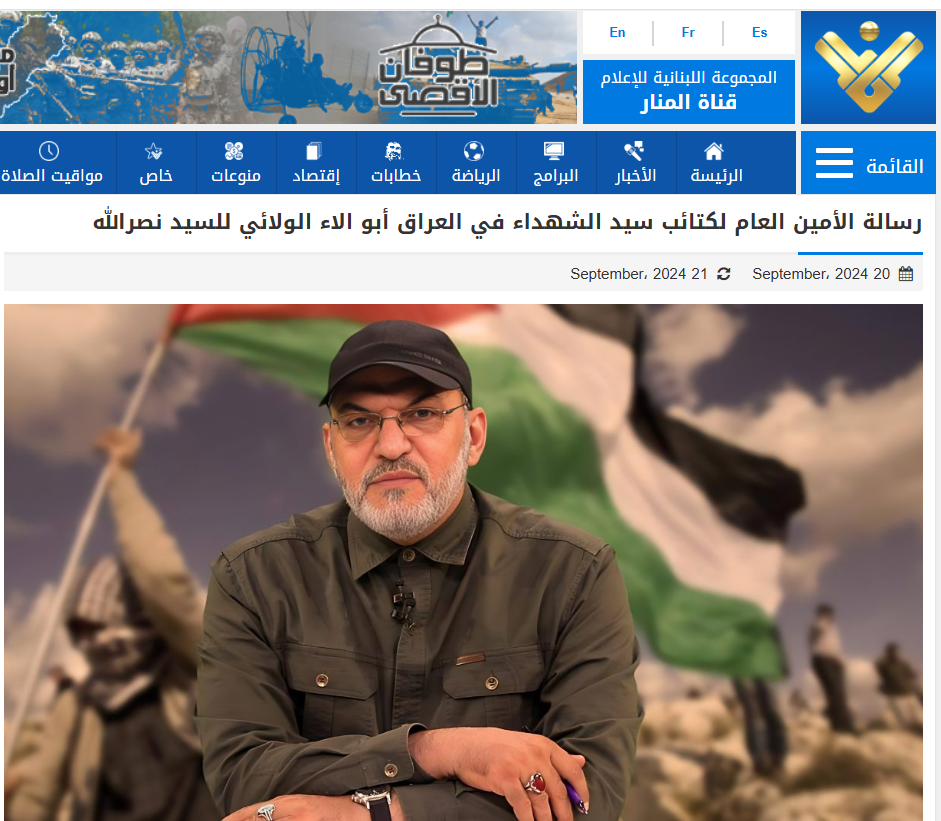 طوفان
الأقصى
En
Fr
Es
المجموعة اللبنانية للإعلام
قناة المنار
القائمة
الرئيسة
الأخبار
البرامج
الرياضة
خطابات
إقتصاد
منوعات
خاص
مواقيت الصلاة
رسالة الأمين العام لكتائب سيد الشهداء في العراق أبو الاء الولائي للسيد نصرالله
20 September، 2024
21 September، 2024